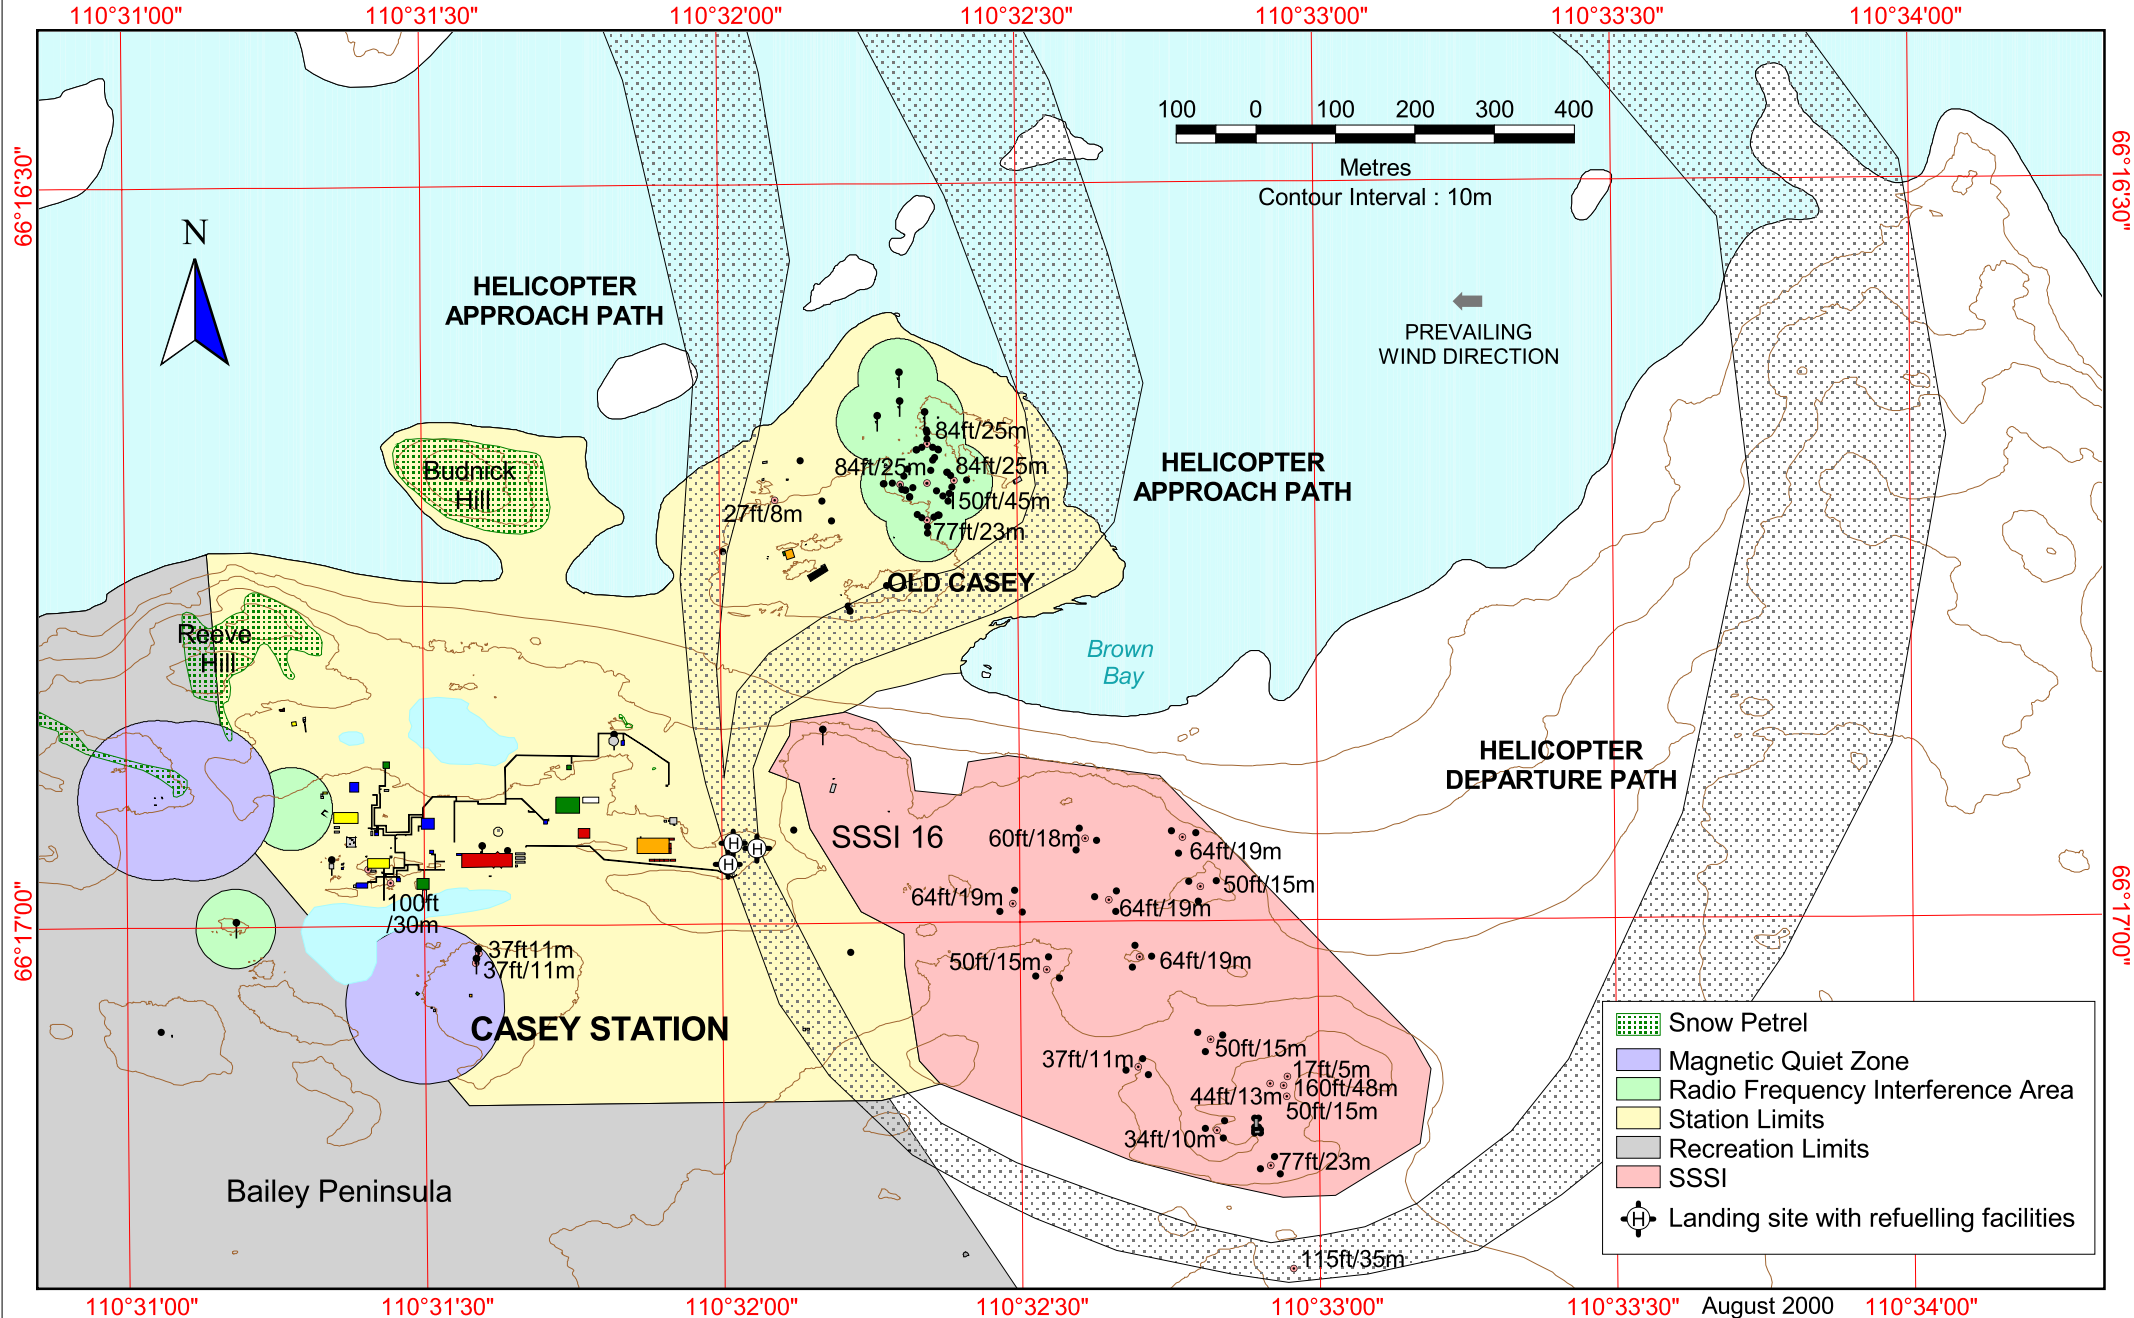 110°31'00"
110°31'30"
110°32'00"
110°32'30"
110°33'00"
110°33'30"
110°34'00"
100 0 100 200 300 400
Metres
Contour Interval : 10m
66°16'30"
66°16'30"
N
HELICOPTER
APPROACH PATH
PREVAILING
WIND DIRECTION
84ft/25m
84ft/25m
84ft/25m
150ft/45m
27ft/8m
77ft/23m
Budnick
Hill
HELICOPTER
APPROACH PATH
OLD CASEY
Reeve
Hill
Brown
Bay
HELICOPTER
DEPARTURE PATH
SSSI 16
H
H
H
60ft/18m
64ft/19m
50ft/15m
64ft/19m
64ft/19m
100ft
/30m
66°17'00"
66°17'00"
37ft11m
37ft/11m
50ft/15m
64ft/19m
CASEY STATION
50ft/15m
37ft/11m
17ft/5m
160ft/48m
44ft/13m
50ft/15m
34ft/10m
77ft/23m
Bailey Peninsula
115ft/35m
Snow Petrel
Magnetic Quiet Zone
Radio Frequency Interference Area
Station Limits
Recreation Limits
SSSI
H
Landing site with refuelling facilities
110°31'00"
110°31'30"
110°32'00"
110°32'30"
110°33'00"
110°33'30"
August 2000
110°34'00"